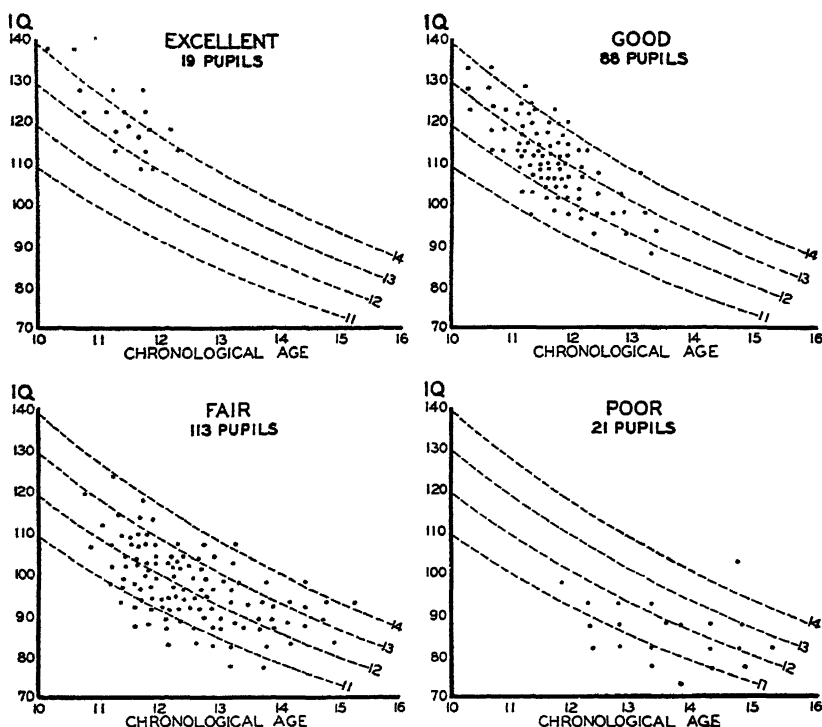 IQ
EXCELLENT
19 PUPILS
140
130
120
110
100
90
80
70
14
13
12
11
10 11 12 13 14 15 16
CHRONOLOGICAL AGE
IQ
GOOD
88 PUPILS
140
130
120
110
100
90
80
70
14
13
12
11
10 11 12 13 14 15 16
CHRONOLOGICAL AGE
IQ
FAIR
113 PUPILS
140
130
120
110
100
90
80
70
14
13
12
11
10 11 12 13 14 15 16
CHRONOLOGICAL AGE
IQ
POOR
21 PUPILS
140
130
120
110
100
90
80
70
14
13
12
11
10 11 12 13 14 15 16
CHRONOLOGICAL AGE